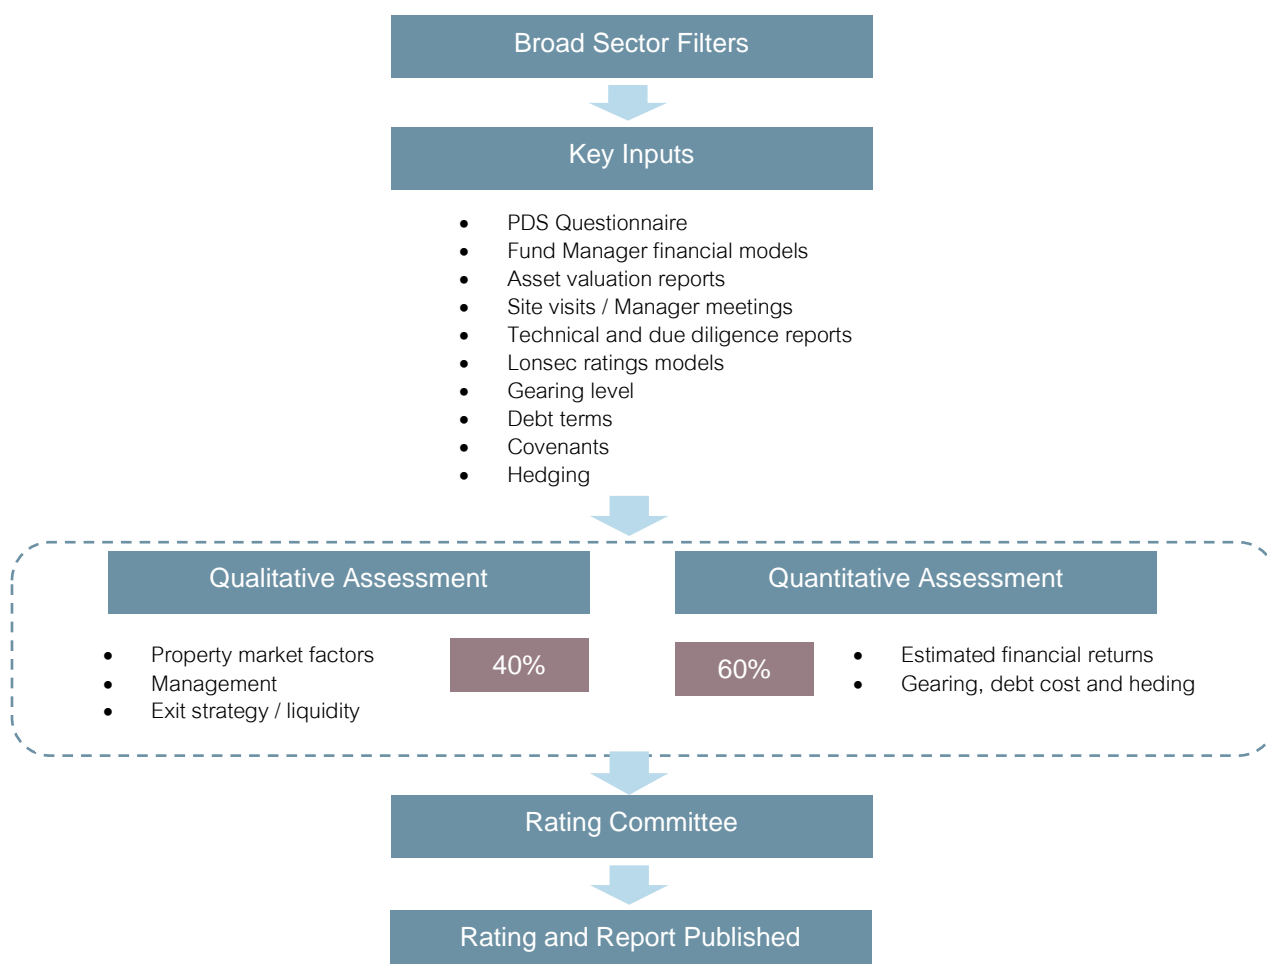 Broad Sector Filters
Key Inputs
• PDS Questionnaire
• Fund Manager financial models
• Asset valuation reports
• Site visits / Manager meetings
• Technical and due diligence reports
• Lonsec ratings models
• Gearing level
• Debt terms
• Covenants
• Hedging
Qualitative Assessment
• Property market factors
• Management
• Exit strategy / liquidity
40%
Quantitative Assessment
60%
• Estimated financial returns
• Gearing, debt cost and heding
Rating Committee
Rating and Report Published